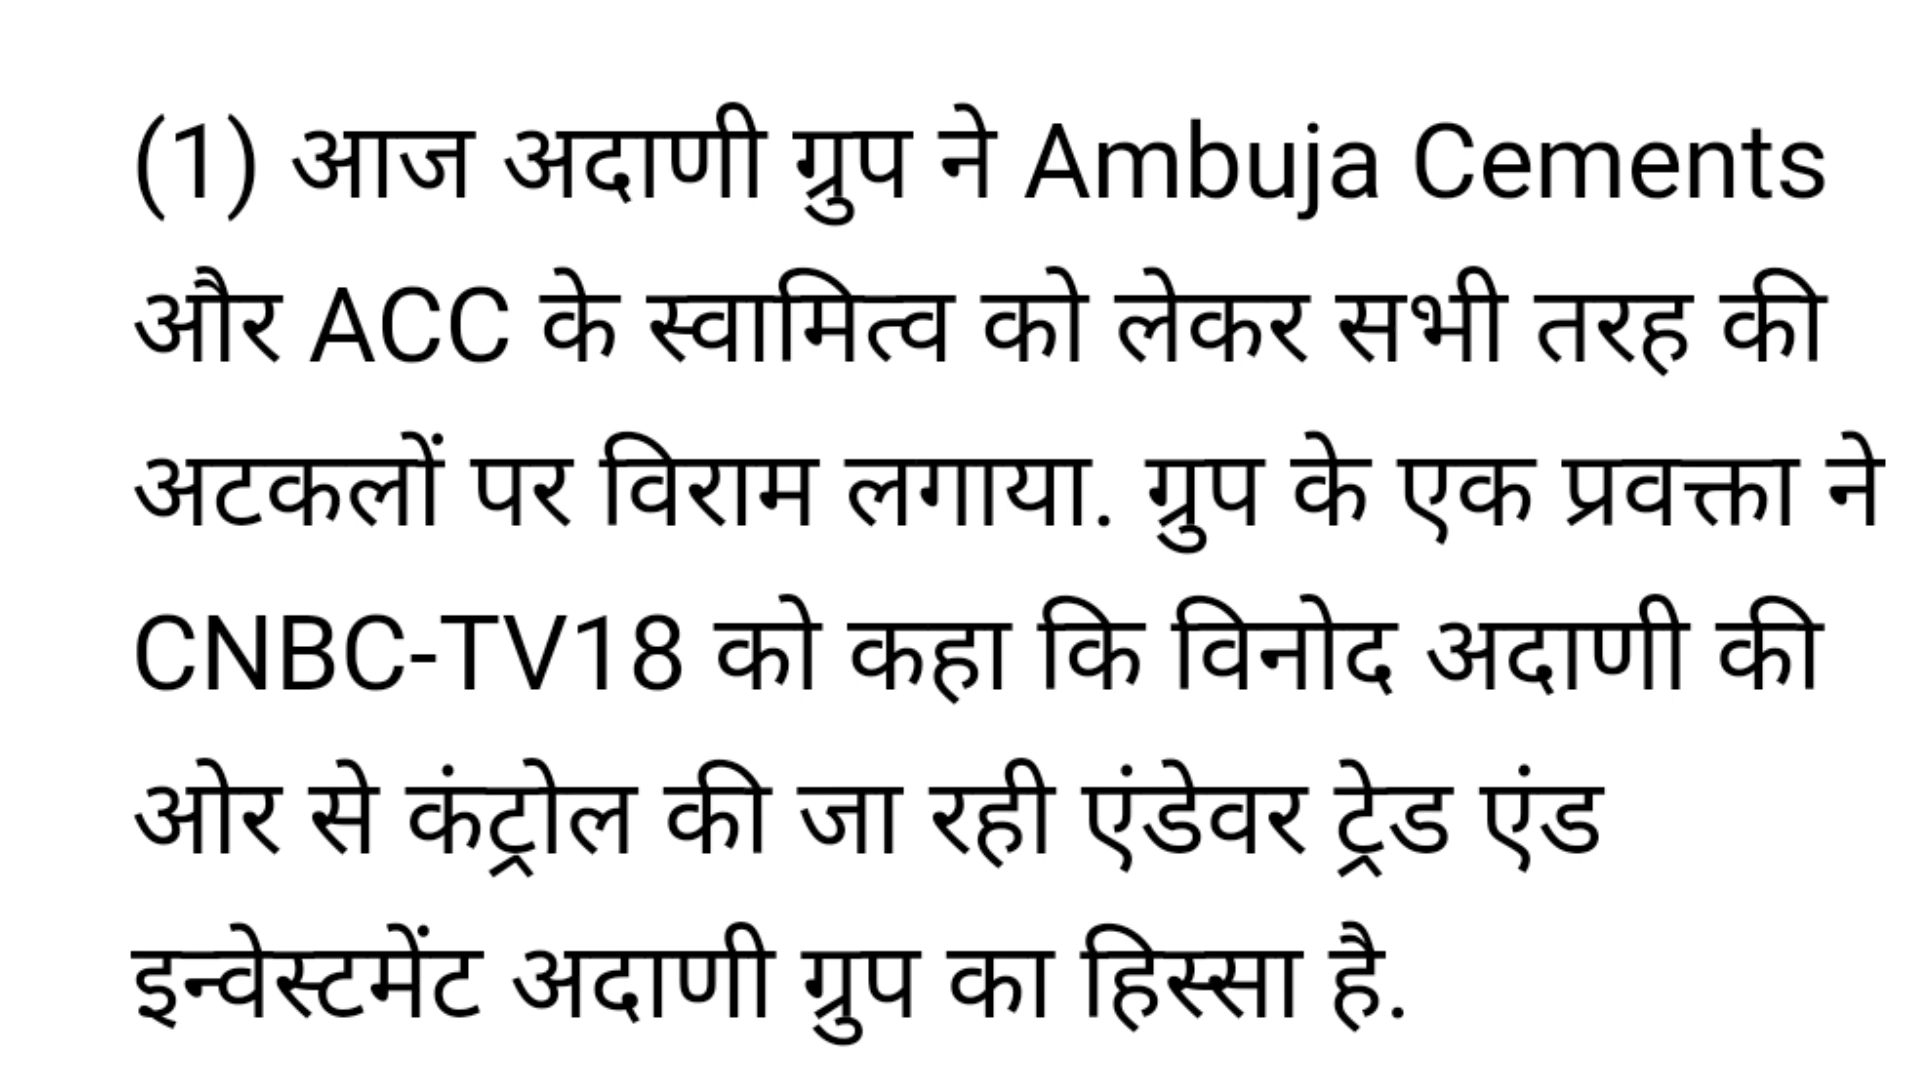 (1) आज अदाणी ग्रुप ने Ambuja Cements
और ACC के स्वामित्व को लेकर सभी तरह की
अटकलों पर विराम लगाया. ग्रुप के एक प्रवक्ता ने
CNBC-TV18 को कहा कि विनोद अदाणी की
ओर से कंट्रोल की जा रही एंडेवर ट्रेड एंड
इन्वेस्टमेंट अदाणी ग्रुप का हिस्सा है.